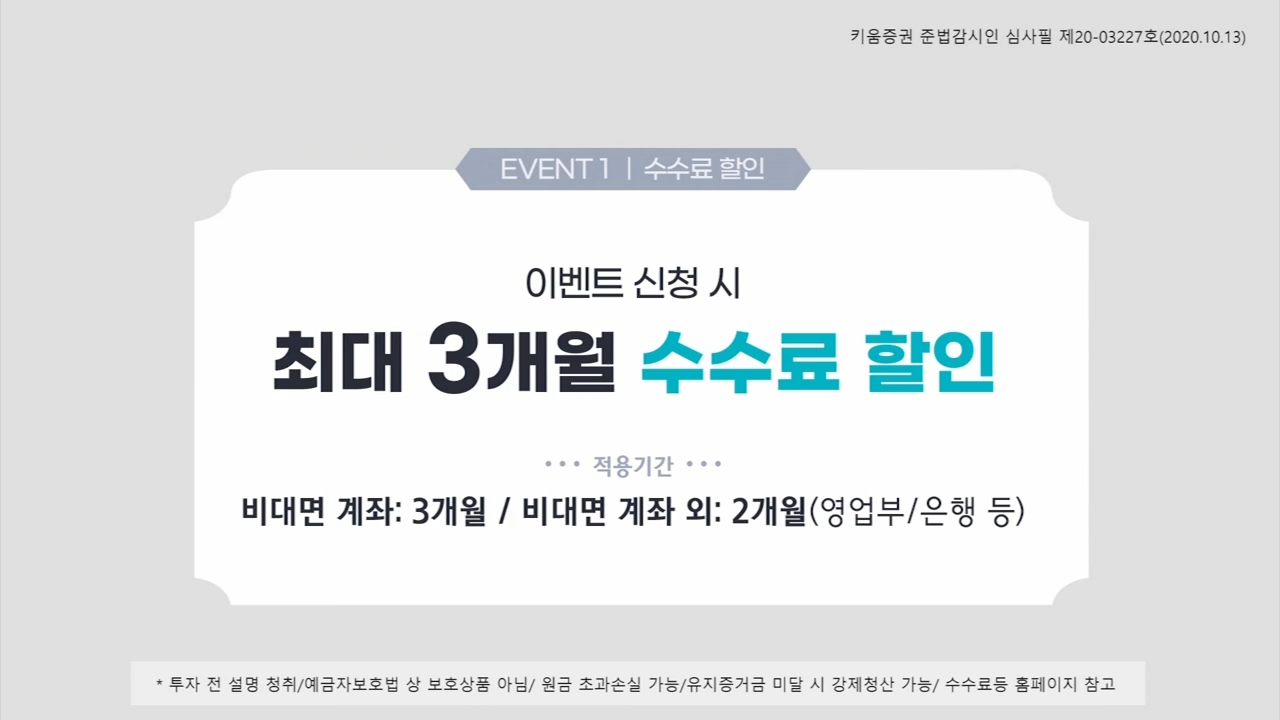 키움증권 준법감시인 심사필 제20-03227호(2020.10.13)
EVENT 1 | 수수료 할인
이벤트 신청 시
최대 3개월 수수료 할인
••• 적용기간 •••
비대면 계좌: 3개월 / 비대면 계좌 외: 2개월(영업부/은행 등)
* 투자 전 설명 청취/예금자보호법 상 보호상품 아님/ 원금 초과손실 가능/유지증거금 미달 시 강제청산 가능/ 수수료등 홈페이지 참고